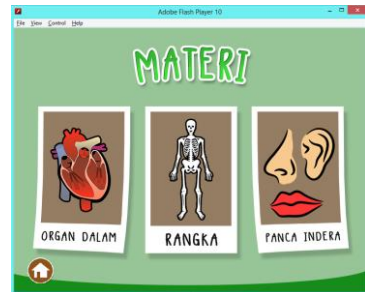 Adobe Flash Player 10
File View Control Help
MATERI
ORGAN DALAM
RANGKA
PANCA INDERA